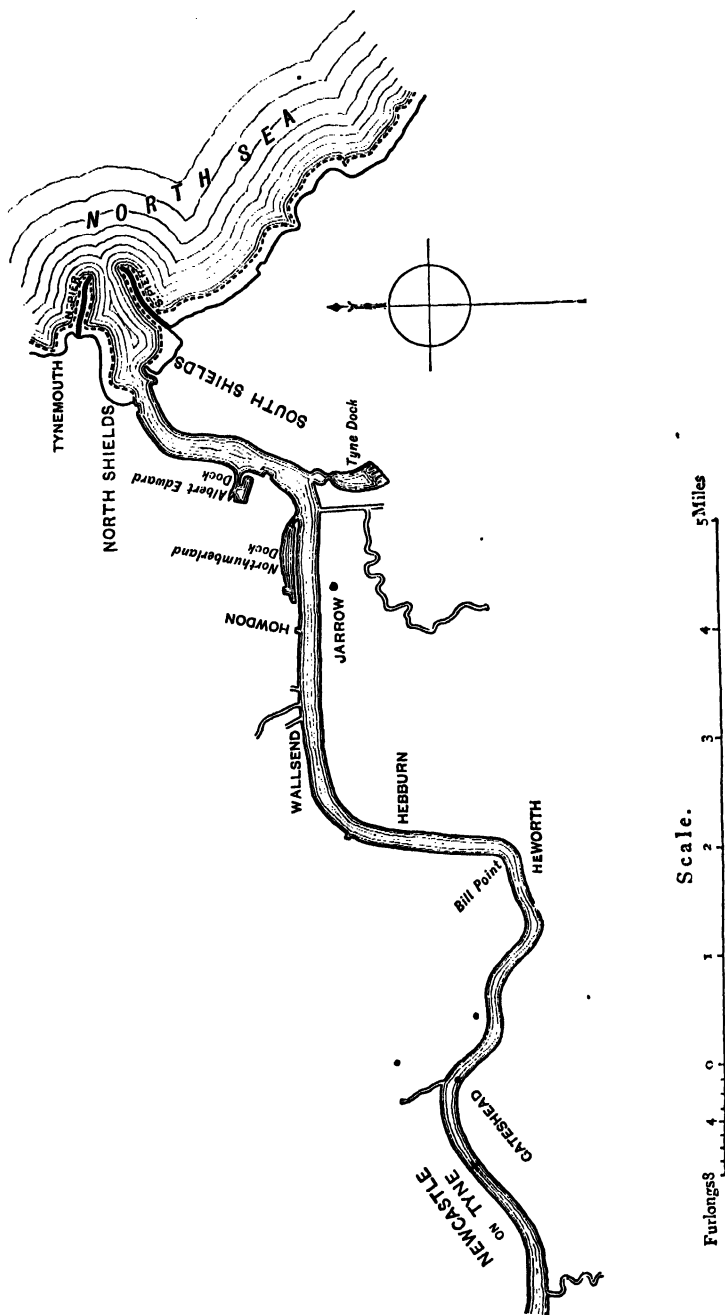 NORTH SEA
PIER
PIER
TYNEMOUTH
NORTH SHIELDS
SOUTH SHIELDS
Albert Edward
Dock
Tyne Dock
Northumberland
Dock
HOWDON
JARROW
WALLSEND
HEBBURN
Bill Point
HEWORTH
GATESHEAD
NEWCASTLE
ON
TYNE
Scale.
Furlongs 8 4 0 1 2 3 4 5 Miles